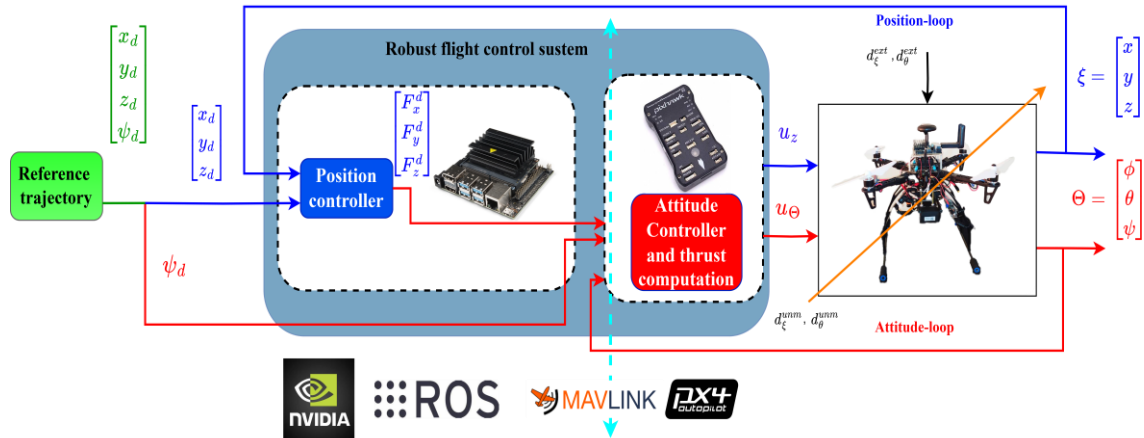 Position-loop
Robust flight control sustem
d_ξ^{ext}, d_θ^{ext}
[x_d
y_d
z_d
ψ_d]
ξ = [x
y
z]
[x_d
y_d
z_d]
[F_x^d
F_y^d
F_z^d]
pixhawk
u_z
Reference
trajectory
Position
controller
Attitude
Controller
and thrust
computation
u_Θ
Θ = [ϕ
θ
ψ]
ψ_d
d_ξ^{unm}, d_θ^{unm}
Attitude-loop
NVIDIA
ROS
MAVLINK
px4
autopilot